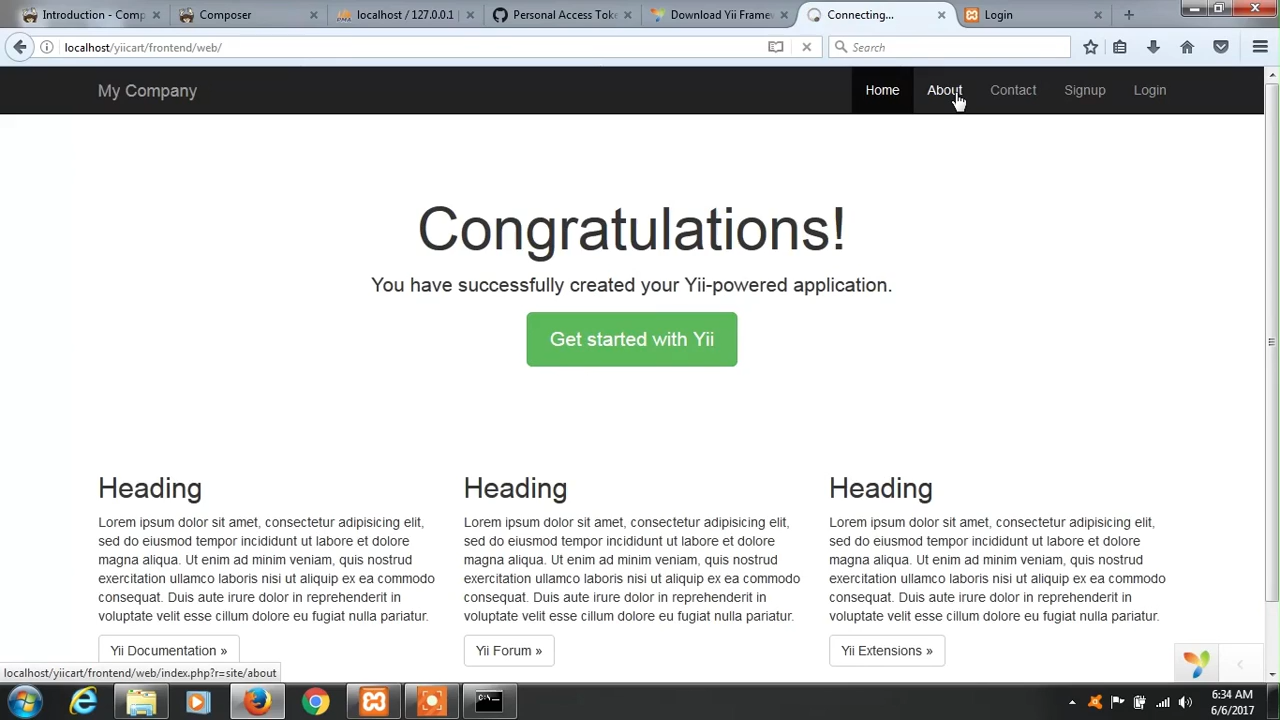 Introduction - Comp
Composer
localhost / 127.0.0.1
Personal Access Tok
Download Yii Frame
Connecting...
Login
localhost/yiicart/frontend/web/
Search
My Company
Home
About
Contact
Signup
Login
Congratulations!
You have successfully created your Yii-powered application.
Get started with Yii
Heading
Lorem ipsum dolor sit amet, consectetur adipisicing elit,
sed do eiusmod tempor incididunt ut labore et dolore
magna aliqua. Ut enim ad minim veniam, quis nostrud
exercitation ullamco laboris nisi ut aliquip ex ea commodo
consequat. Duis aute irure dolor in reprehenderit in
voluptate velit esse cillum dolore eu fugiat nulla pariatur.
Yii Documentation »
Heading
Lorem ipsum dolor sit amet, consectetur adipisicing elit,
sed do eiusmod tempor incididunt ut labore et dolore
magna aliqua. Ut enim ad minim veniam, quis nostrud
exercitation ullamco laboris nisi ut aliquip ex ea commodo
consequat. Duis aute irure dolor in reprehenderit in
voluptate velit esse cillum dolore eu fugiat nulla pariatur.
Yii Forum »
Heading
Lorem ipsum dolor sit amet, consectetur adipisicing elit,
sed do eiusmod tempor incididunt ut labore et dolore
magna aliqua. Ut enim ad minim veniam, quis nostrud
exercitation ullamco laboris nisi ut aliquip ex ea commodo
consequat. Duis aute irure dolor in reprehenderit in
voluptate velit esse cillum dolore eu fugiat nulla pariatur.
Yii Extensions »
localhost/yiicart/frontend/web/index.php?r=site/about
6:34 AM
6/6/2017